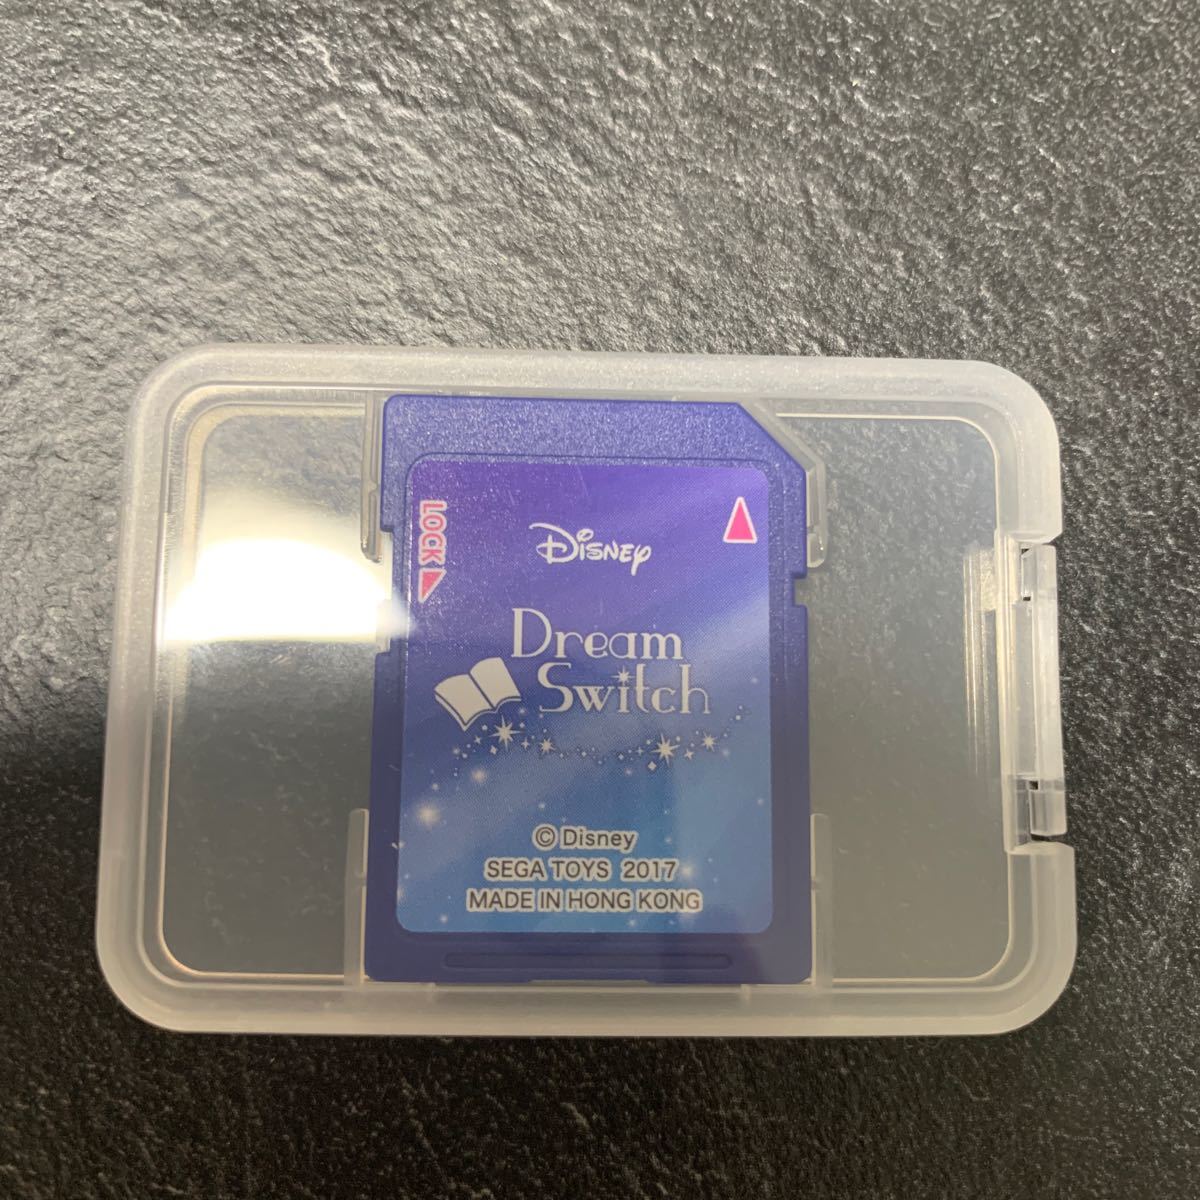 LOCK
Disney
Dream
Switch
© Disney
SEGA TOYS 2017
MADE IN HONG KONG